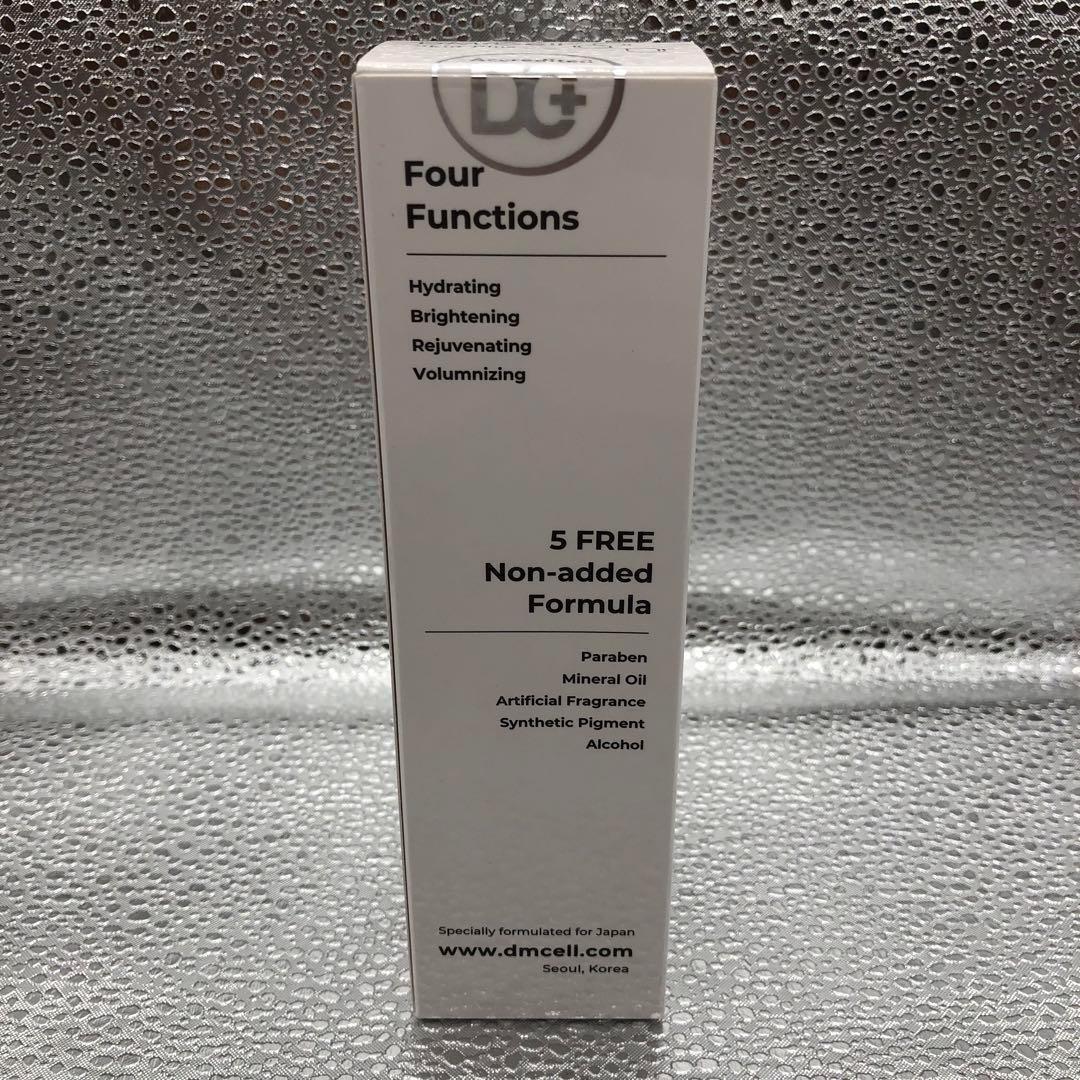 DC+
Four
Functions
Hydrating
Brightening
Rejuvenating
Volumnizing
5 FREE
Non-added
Formula
Paraben
Mineral Oil
Artificial Fragrance
Synthetic Pigment
Alcohol
Specially formulated for Japan
www.dmcell.com
Seoul, Korea